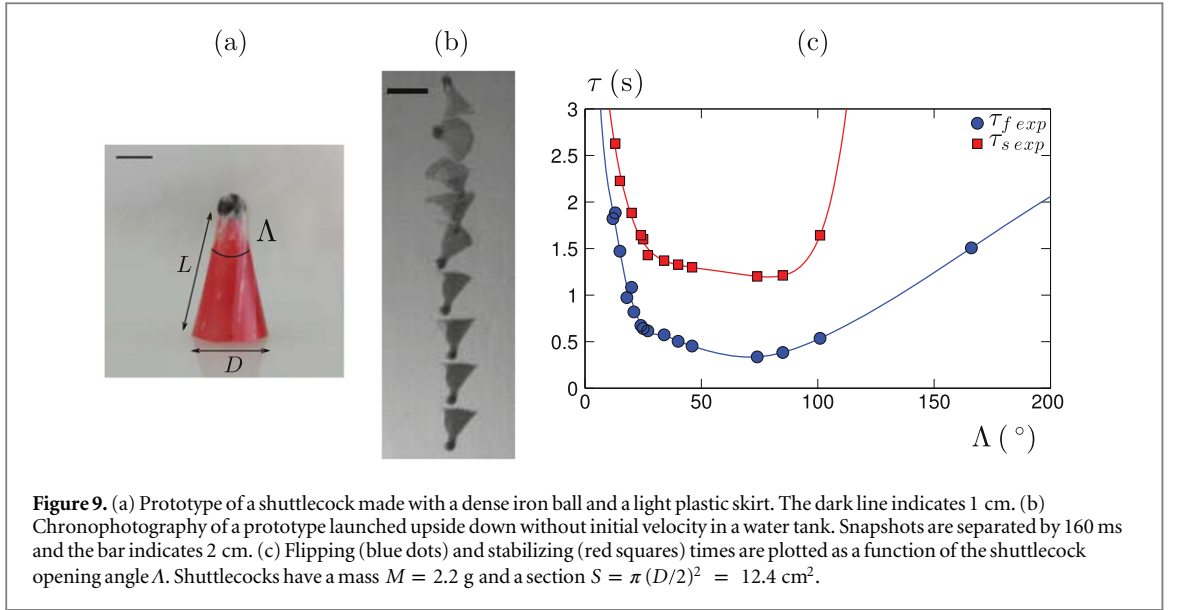 (a) (b) (c)
τ (s)
3
2.5
2
1.5
1
0.5
0
0 50 100 150 200
Λ ( °)
τf exp
τs exp
L
Λ
D
Figure 9. (a) Prototype of a shuttlecock made with a dense iron ball and a light plastic skirt. The dark line indicates 1 cm. (b)
Chronophotography of a prototype launched upside down without initial velocity in a water tank. Snapshots are separated by 160 ms
and the bar indicates 2 cm. (c) Flipping (blue dots) and stabilizing (red squares) times are plotted as a function of the shuttlecock
opening angle Λ. Shuttlecocks have a mass M = 2.2 g and a section S = π (D/2)² = 12.4 cm².